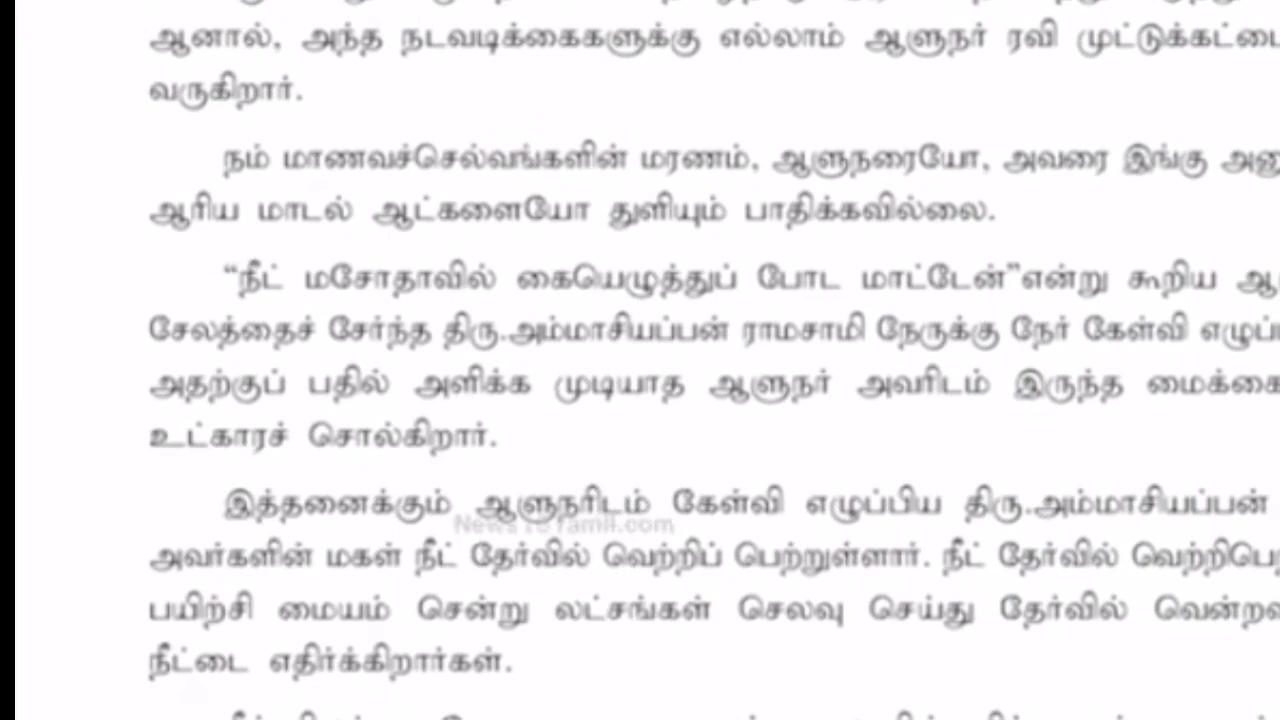 ஆனால், அந்த நடவடிக்கைகளுக்கு எல்லாம் ஆளுநர் ரவி முட்டுக்கட்டை
வருகிறார்.
நம் மாணவச்செல்வங்களின் மரணம், ஆளுநரையோ, அவரை இங்கு
ஆரிய மாடல் ஆட்களையோ துளியும் பாதிக்கவில்லை.
“நீட் மசோதாவில் கையெழுத்துப் போட மாட்டேன்”என்று கூறிய
சேலத்தைச் சேர்ந்த திரு.அம்மாசியப்பன் ராமசாமி நேருக்கு நேர் கேள்வி
அதற்குப் பதில் அளிக்க முடியாத ஆளுநர் அவரிடம் இருந்த மைக்கை
உட்காரச் சொல்கிறார்.
இத்தனைக்கும் ஆளுநரிடம் கேள்வி எழுப்பிய திரு.அம்மாசியப்பன்
News18Tamil.com
அவர்களின் மகள் நீட் தேர்வில் வெற்றிப் பெற்றுள்ளார். நீட் தேர்வில்
பயிற்சி மையம் சென்று லட்சங்கள் செலவு செய்து தேர்வில்
நீட்டை எதிர்க்கிறார்கள்.